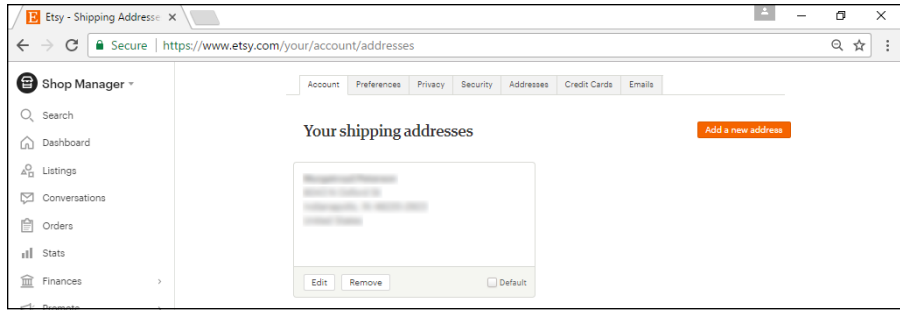 Etsy - Shipping Addresse
Secure | https://www.etsy.com/your/account/addresses
Shop Manager
Search
Dashboard
Listings
Conversations
Orders
Stats
Finances
Promote
Account Preferences Privacy Security Addresses Credit Cards Emails
Your shipping addresses
Add a new address
Edit Remove Default